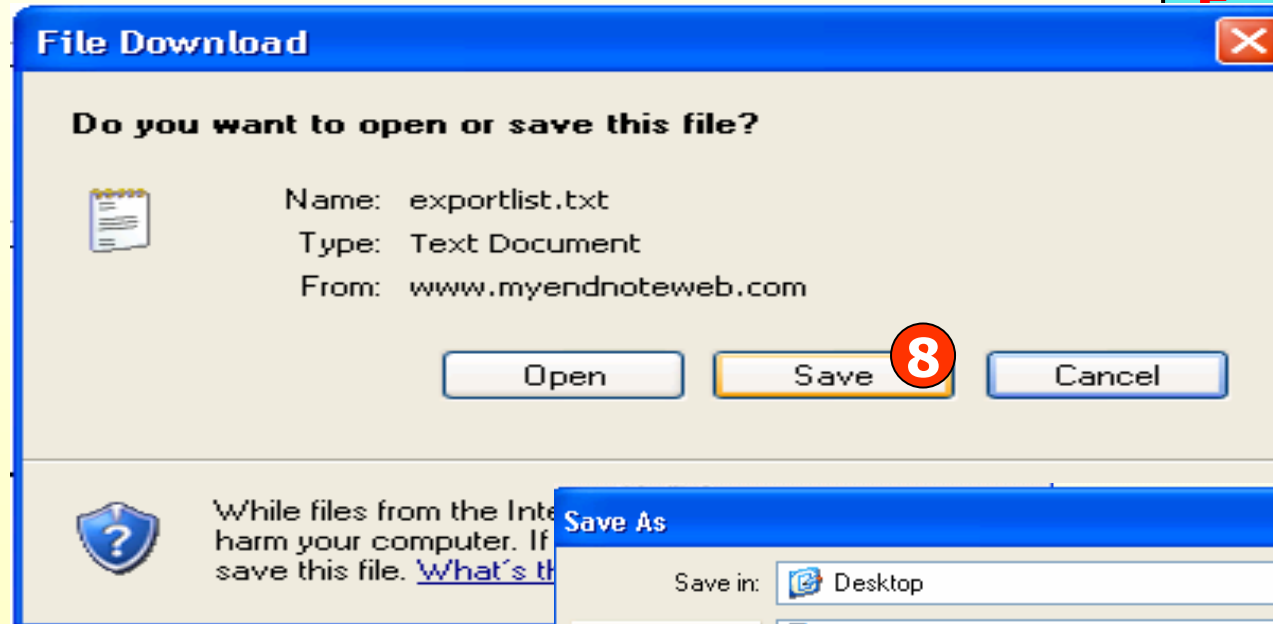 File Download
Do you want to open or save this file?
Name: exportlist.txt
Type: Text Document
From: www.myendnoteweb.com
Open Save 8 Cancel
While files from the
harm your computer. If
save this file. What's
Save As
Save in: Desktop